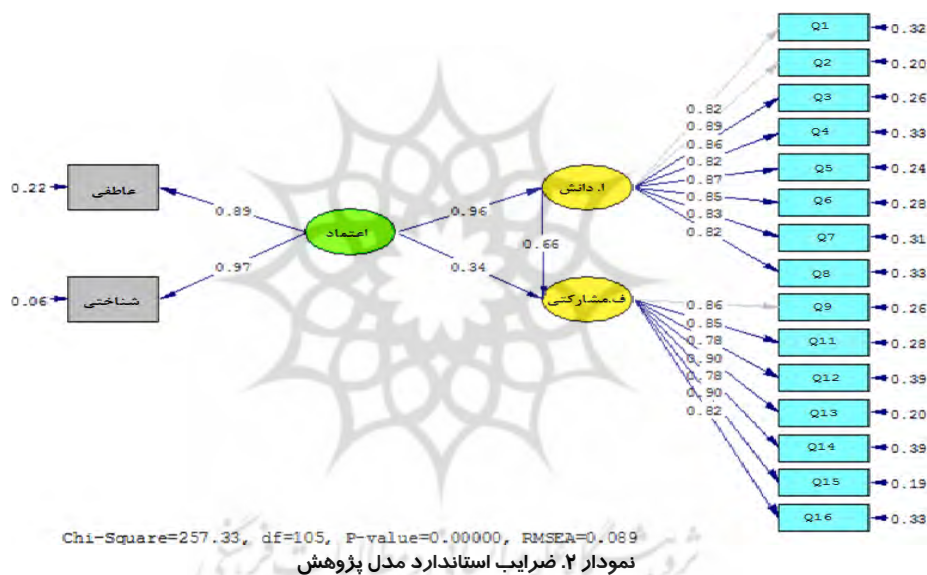 Q1
0.32
Q2
0.20
Q3
0.26
0.82
0.89
Q4
0.33
0.86
0.82
Q5
0.24
0.87
0.22
عاطفی
ا. دانش
0.85
Q6
0.28
0.89
0.96
0.83
Q7
0.31
اعتماد
0.82
0.66
Q8
0.33
0.97
0.34
0.06
شناختی
ف.مشارکتی
0.86
Q9
0.26
0.85
Q11
0.28
0.78
0.90
Q12
0.39
0.78
0.90
Q13
0.20
0.82
Q14
0.39
Q15
0.19
Q16
0.33
Chi-Square=257.33, df=105, P-value=0.00000, RMSEA=0.089
نمودار ۲. ضرایب استاندارد مدل پژوهش